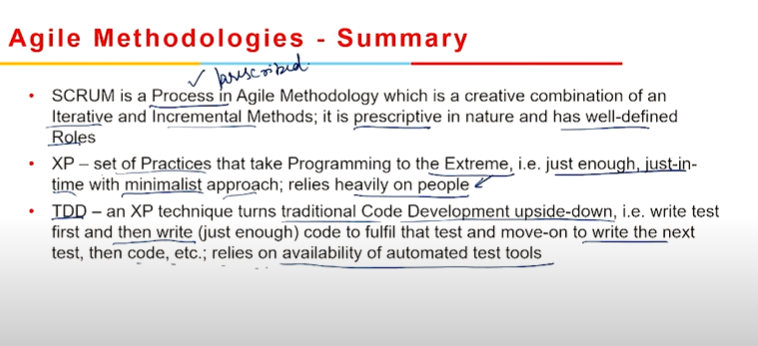 Agile Methodologies - Summary
✓ prescribed.
• SCRUM is a Process in Agile Methodology which is a creative combination of an
Iterative and Incremental Methods; it is prescriptive in nature and has well-defined
Roles
• XP – set of Practices that take Programming to the Extreme, i.e. just enough, just-in-
time with minimalist approach; relies heavily on people
• TDD – an XP technique turns traditional Code Development upside-down, i.e. write test
first and then write (just enough) code to fulfil that test and move-on to write the next
test, then code, etc.; relies on availability of automated test tools